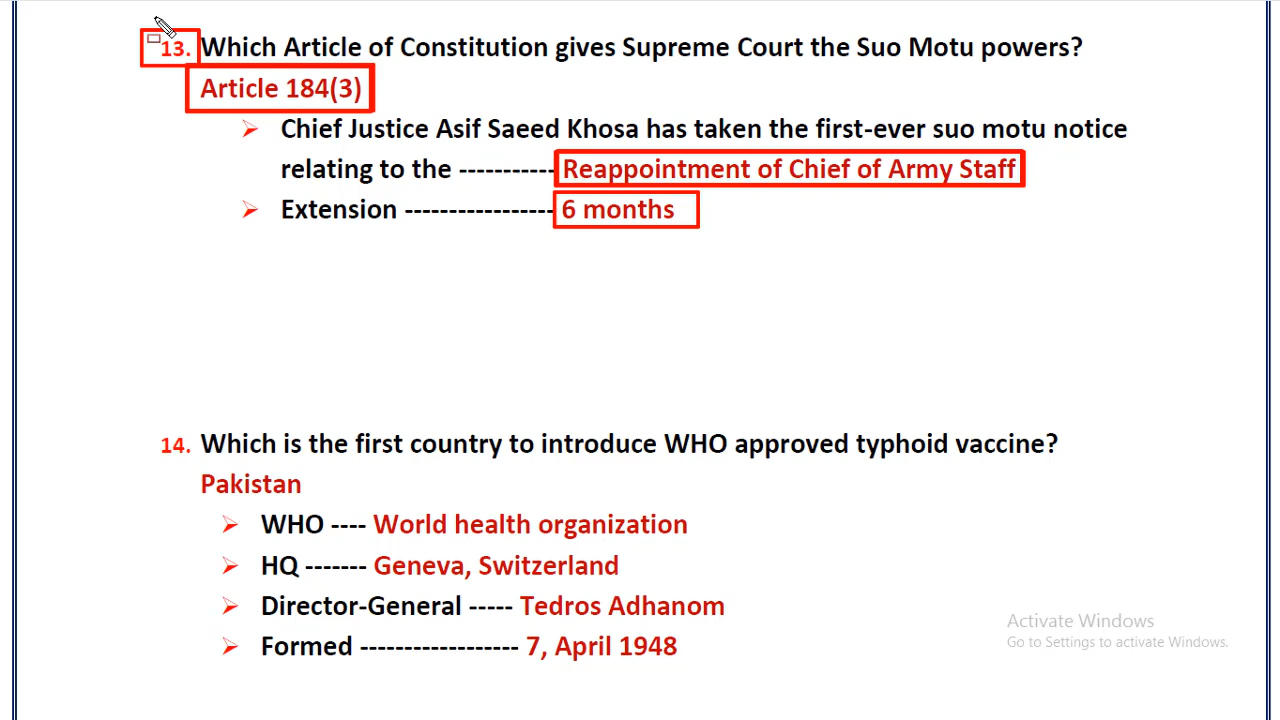 13. Which Article of Constitution gives Supreme Court the Suo Motu powers?
Article 184(3)
Chief Justice Asif Saeed Khosa has taken the first-ever suo motu notice
relating to the ----------- Reappointment of Chief of Army Staff
Extension ----------------- 6 months
14. Which is the first country to introduce WHO approved typhoid vaccine?
Pakistan
WHO ---- World health organization
HQ ------- Geneva, Switzerland
Director-General ----- Tedros Adhanom
Formed ------------------ 7, April 1948
Activate Windows
Go to Settings to activate Windows.